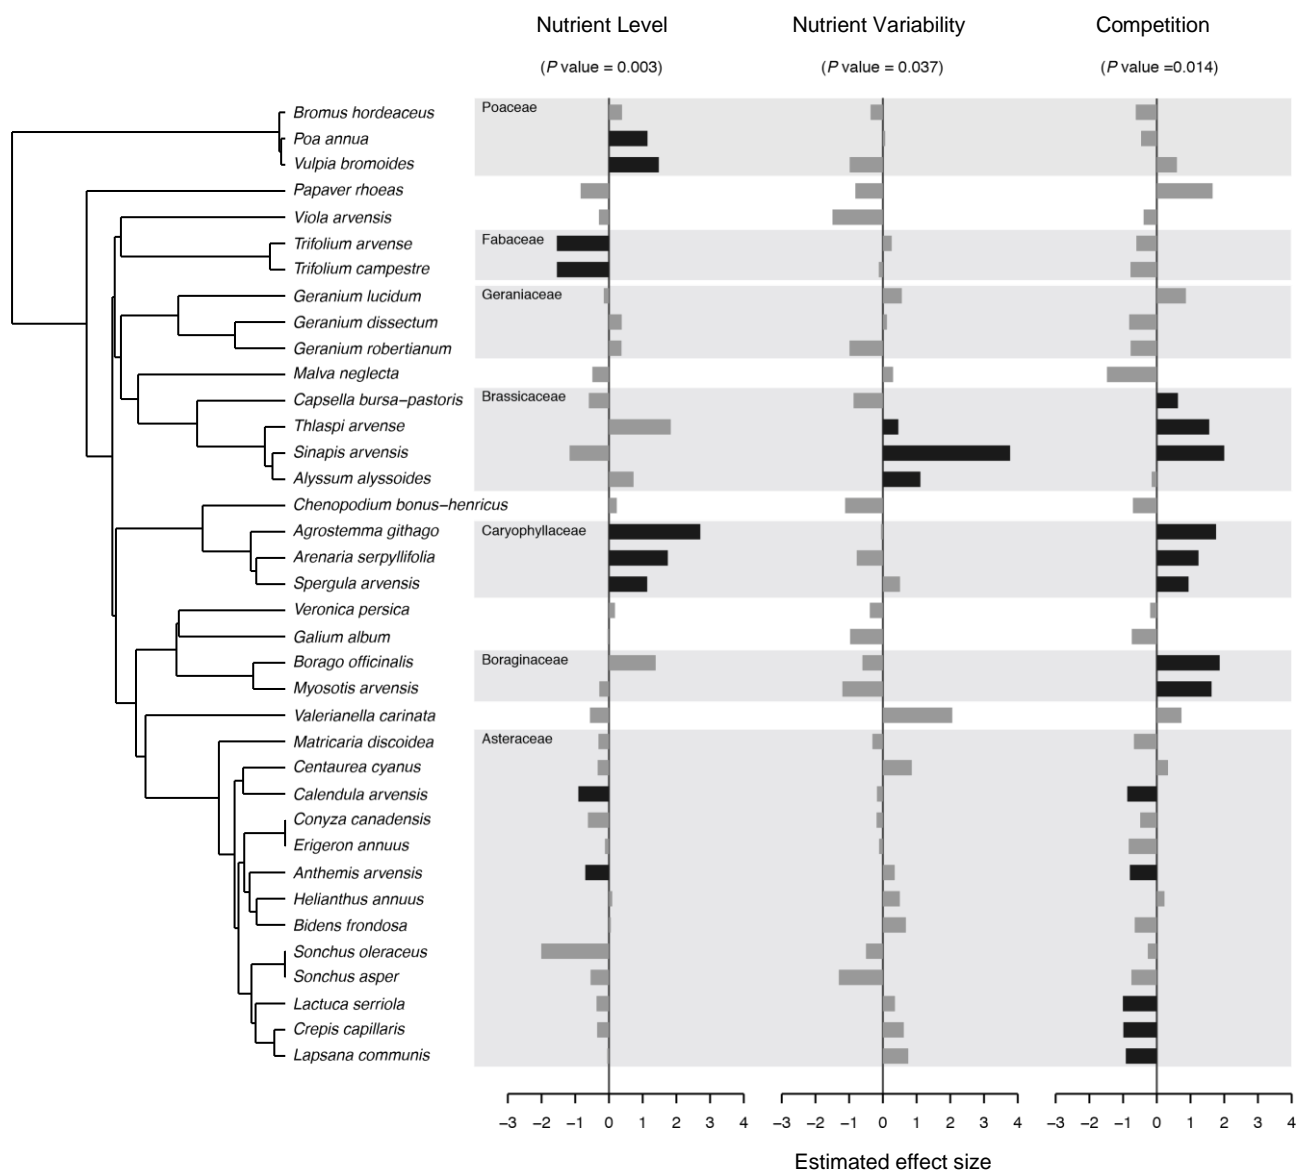 Nutrient Level Nutrient Variability Competition
(P value = 0.003) (P value = 0.037) (P value =0.014)
Bromus hordeaceus Poaceae
Poa annua
Vulpia bromoides
Papaver rhoeas
Viola arvensis
Trifolium arvense Fabaceae
Trifolium campestre
Geranium lucidum Geraniaceae
Geranium dissectum
Geranium robertianum
Malva neglecta
Capsella bursa−pastoris Brassicaceae
Thlaspi arvense
Sinapis arvensis
Alyssum alyssoides
Chenopodium bonus−henricus
Agrostemma githago Caryophyllaceae
Arenaria serpyllifolia
Spergula arvensis
Veronica persica
Galium album
Borago officinalis Boraginaceae
Myosotis arvensis
Valerianella carinata
Matricaria discoidea Asteraceae
Centaurea cyanus
Calendula arvensis
Conyza canadensis
Erigeron annuus
Anthemis arvensis
Helianthus annuus
Bidens frondosa
Sonchus oleraceus
Sonchus asper
Lactuca serriola
Crepis capillaris
Lapsana communis
−3 −2 −1 0 1 2 3 4 −3 −2 −1 0 1 2 3 4 −3 −2 −1 0 1 2 3 4
Estimated effect size